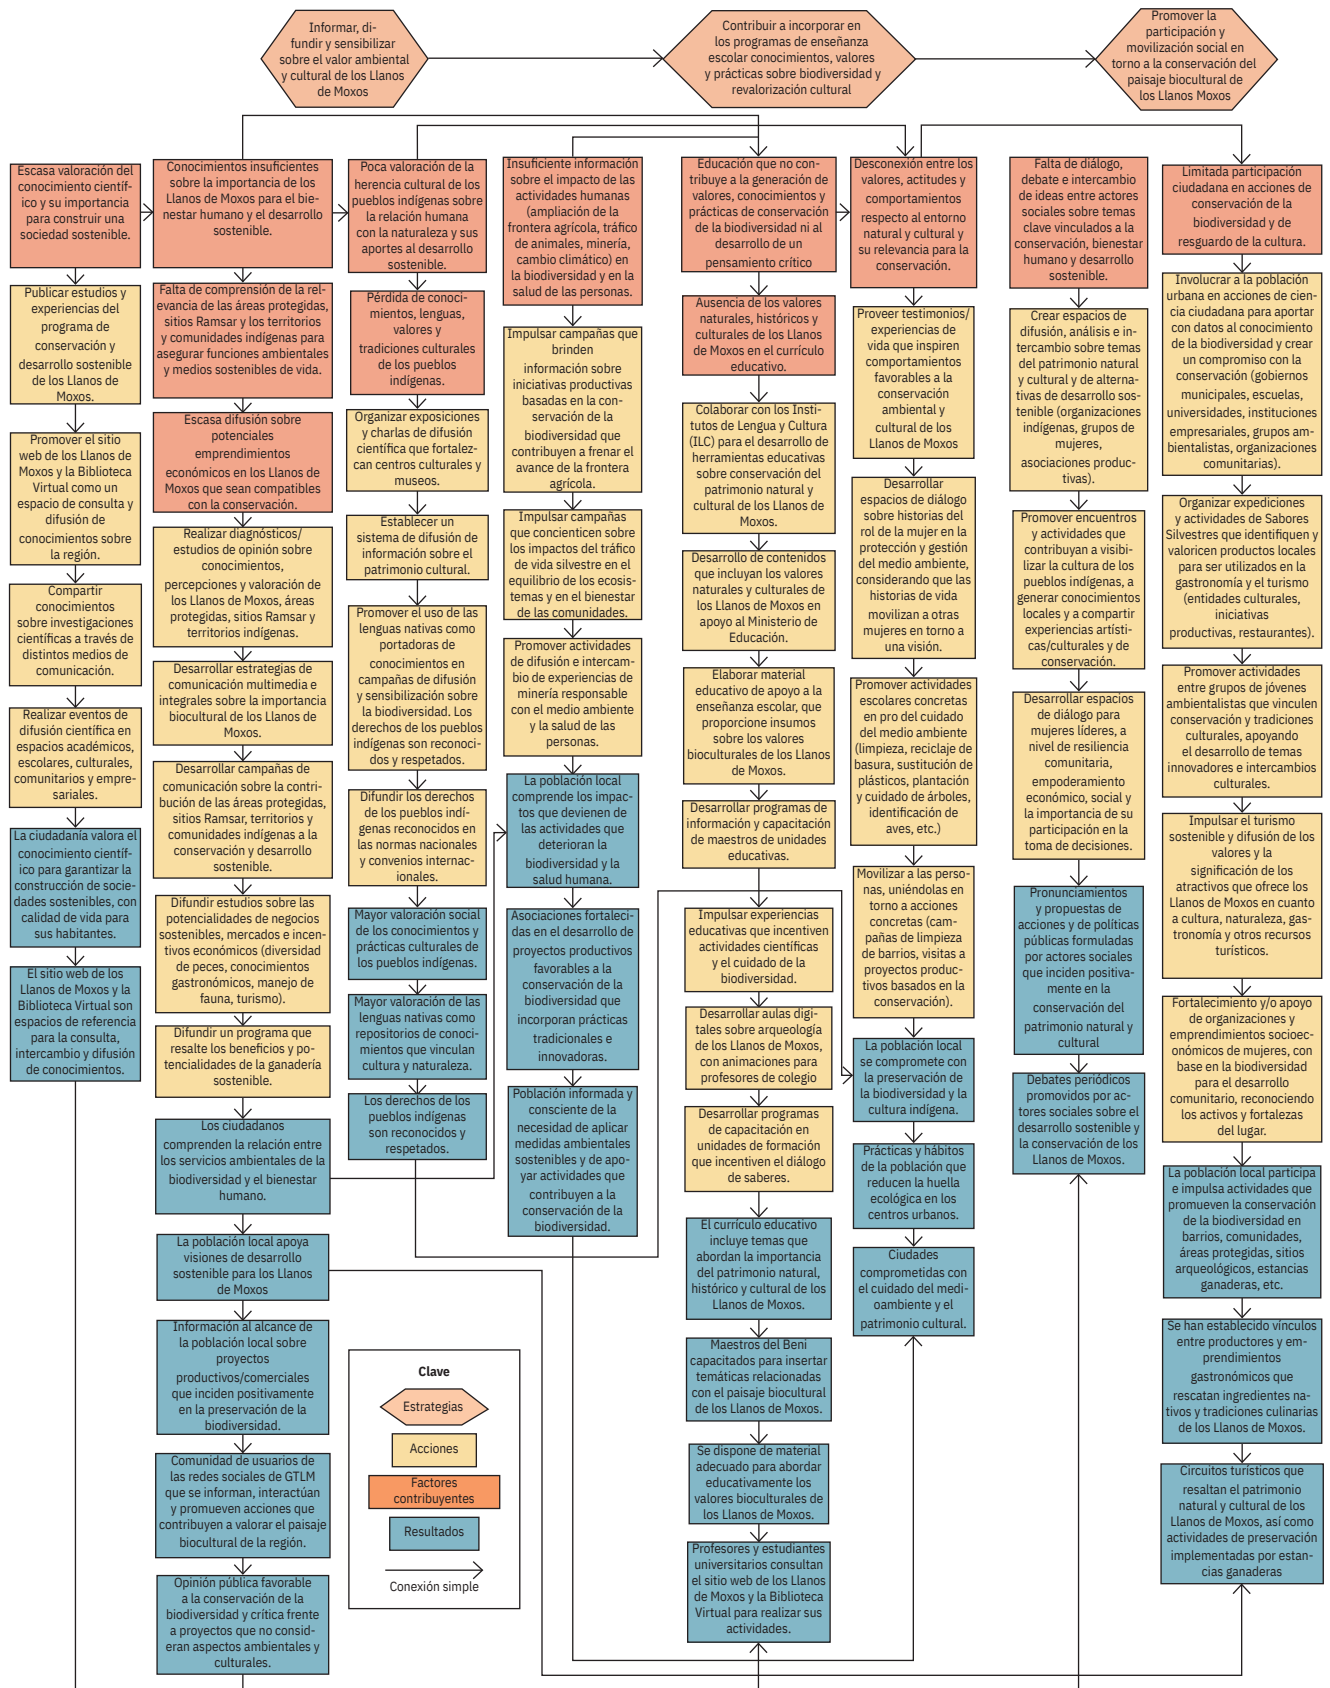 Informar, di-
fundir y sensibilizar
sobre el valor ambiental
y cultural de los Llanos
de Moxos
Contribuir a incorporar en
los programas de enseñanza
escolar conocimientos, valores
y prácticas sobre biodiversidad y
revalorización cultural
Promover la
participación y
movilización social en
torno a la conservación del
paisaje biocultural de
los Llanos Moxos
Escasa valoración del
conocimiento científi-
co y su importancia
para construir una
sociedad sostenible.
Publicar estudios y
experiencias del
programa de
conservación y
desarrollo sostenible
de los Llanos de
Moxos.
Promover el sitio
web de los Llanos de
Moxos y la Biblioteca
Virtual como un
espacio de consulta y
difusión de
conocimientos sobre
la región.
Compartir
conocimientos
sobre investigaciones
científicas a través de
distintos medios de
comunicación.
Realizar eventos de
difusión científica en
espacios académicos,
escolares, culturales,
comunitarios y empre-
sariales.
La ciudadanía valora el
conocimiento científi-
co para garantizar la
construcción de socie-
dades sostenibles, con
calidad de vida para
sus habitantes.
El sitio web de los
Llanos de Moxos y la
Biblioteca Virtual son
espacios de referencia
para la consulta,
intercambio y difusión
de conocimientos.
Conocimientos insuficientes
sobre la importancia de los
Llanos de Moxos para el bie-
nestar humano y el desarrollo
sostenible.
Falta de comprensión de la rel-
evancia de las áreas protegidas,
sitios Ramsar y los territorios
y comunidades indígenas para
asegurar funciones ambientales
y medios sostenibles de vida.
Escasa difusión sobre
potenciales
emprendimientos
económicos en los Llanos de
Moxos que sean compatibles
con la conservación.
Realizar diagnósticos/
estudios de opinión sobre
conocimientos,
percepciones y valoración de
los Llanos de Moxos, áreas
protegidas, sitios Ramsar y
territorios indígenas.
Desarrollar estrategias de
comunicación multimedia e
integrales sobre la importancia
biocultural de los Llanos de
Moxos.
Desarrollar campañas de
comunicación sobre la contri-
bución de las áreas protegidas,
sitios Ramsar, territorios y
comunidades indígenas a la
conservación y desarrollo
sostenible.
Difundir estudios sobre las
potencialidades de negocios
sostenibles, mercados e incen-
tivos económicos (diversidad
de peces, conocimientos
gastronómicos, manejo de
fauna, turismo).
Difundir un programa que
resalte los beneficios y po-
tencialidades de la ganadería
sostenible.
Los ciudadanos
comprenden la relación entre
los servicios ambientales de la
biodiversidad y el bienestar
humano.
La población local apoya
visiones de desarrollo
sostenible para los Llanos
de Moxos
Información al alcance de
la población local sobre
proyectos
productivos/comerciales
que inciden positivamente
en la preservación de la
biodiversidad.
Comunidad de usuarios de
las redes sociales de GTLM
que se informan, interactúan
y promueven acciones que
contribuyen a valorar el paisaje
biocultural de la región.
Opinión pública favorable
a la conservación de la
biodiversidad y crítica frente
a proyectos que no consid-
eran aspectos ambientales y
culturales.
Poca valoración de la
herencia cultural de los
pueblos indígenas sobre
la relación humana
con la naturaleza y sus
aportes al desarrollo
sostenible.
Pérdida de conoci-
mientos, lenguas,
valores y
tradiciones culturales
de los pueblos
indígenas.
Organizar exposiciones
y charlas de difusión
científica que fortalez-
can centros culturales y
museos.
Establecer un
sistema de difusión de
información sobre el
patrimonio cultural.
Promover el uso de las
lenguas nativas como
portadoras de
conocimientos en
campañas de difusión
y sensibilización sobre
la biodiversidad. Los
derechos de los pueblos
indígenas son reconoci-
dos y respetados.
Difundir los derechos
de los pueblos indí-
genas reconocidos en
las normas nacionales
y convenios internac-
ionales.
Mayor valoración social
de los conocimientos y
prácticas culturales de
los pueblos indígenas.
Mayor valoración de las
lenguas nativas como
repositorios de conoci-
mientos que vinculan
cultura y naturaleza.
Los derechos de los
pueblos indígenas
son reconocidos y
respetados.
Insuficiente información
sobre el impacto de las
actividades humanas
(ampliación de la
frontera agrícola, tráfico
de animales, minería,
cambio climático) en
la biodiversidad y en la
salud de las personas.
Impulsar campañas que
brinden
información sobre
iniciativas productivas
basadas en la conser-
vación de la
biodiversidad que
contribuyen a frenar el
avance de la frontera
agrícola.
Impulsar campañas
que concienticen sobre
los impactos del tráfico
de vida silvestre en el
equilibrio de los ecosis-
temas y en el bienestar
de las comunidades.
Promover actividades
de difusión e intercam-
bio de experiencias de
minería responsable
con el medio ambiente
y la salud de las
personas.
La población local
comprende los impac-
tos que devienen de
las actividades que
deterioran la
biodiversidad y la
salud humana.
Asociaciones fortaleci-
das en el desarrollo de
proyectos productivos
favorables a la
conservación de la
biodiversidad que
incorporan prácticas
tradicionales e
innovadoras.
Población informada y
consciente de la
necesidad de aplicar
medidas ambientales
sostenibles y de apo-
yar actividades que
contribuyen a la
conservación de la
biodiversidad.
Educación que no con-
tribuye a la generación de
valores, conocimientos y
prácticas de conservación
de la biodiversidad ni al
desarrollo de un
pensamiento crítico
Ausencia de los valores
naturales, históricos y
culturales de los Llanos
de Moxos en el currículo
educativo.
Colaborar con los Insti-
tutos de Lengua y Cultura
(ILC) para el desarrollo de
herramientas educativas
sobre conservación del
patrimonio natural y
cultural de los Llanos de
Moxos.
Desarrollo de contenidos
que incluyan los valores
naturales y culturales de
los Llanos de Moxos en
apoyo al Ministerio de
Educación.
Elaborar material
educativo de apoyo a la
enseñanza escolar, que
proporcione insumos
sobre los valores
bioculturales de los Llanos
de Moxos.
Desarrollar programas de
información y capacitación
de maestros de unidades
educativas.
Impulsar experiencias
educativas que incentiven
actividades científicas
y el cuidado de la
biodiversidad.
Desarrollar aulas digi-
tales sobre arqueología
de los Llanos de Moxos,
con animaciones para
profesores de colegio
Desarrollar programas
de capacitación en
unidades de formación
que incentiven el diálogo
de saberes.
El currículo educativo
incluye temas que
abordan la importancia
del patrimonio natural,
histórico y cultural de los
Llanos de Moxos.
Maestros del Beni
capacitados para insertar
temáticas relacionadas
con el paisaje biocultural
de los Llanos de Moxos.
Se dispone de material
adecuado para abordar
educativamente los
valores bioculturales de
los Llanos de Moxos.
Profesores y estudiantes
universitarios consultan
el sitio web de los Llanos
de Moxos y la Biblioteca
Virtual para realizar sus
actividades.
Desconexión entre los
valores, actitudes y
comportamientos
respecto al entorno
natural y cultural y
su relevancia para la
conservación.
Proveer testimonios/
experiencias de
vida que inspiren
comportamientos
favorables a la
conservación
ambiental y
cultural de los
Llanos de Moxos
Desarrollar
espacios de diálogo
sobre historias del
rol de la mujer en la
protección y gestión
del medio ambiente,
considerando que las
historias de vida
movilizan a otras
mujeres en torno a
una visión.
Promover actividades
escolares concretas
en pro del cuidado
del medio ambiente
(limpieza, reciclaje de
basura, sustitución de
plásticos, plantación
y cuidado de árboles,
identificación de
aves, etc.)
Movilizar a las perso-
nas, uniéndolas en
torno a acciones
concretas (cam-
pañas de limpieza
de barrios, visitas a
proyectos produc-
tivos basados en la
conservación).
La población local
se compromete con
la preservación de
la biodiversidad y la
cultura indígena.
Prácticas y hábitos
de la población que
reducen la huella
ecológica en los
centros urbanos.
Ciudades
comprometidas con
el cuidado del medi-
oambiente y el
patrimonio cultural.
Falta de diálogo,
debate e intercambio
de ideas entre actores
sociales sobre temas
clave vinculados a la
conservación, bienestar
humano y desarrollo
sostenible.
Crear espacios de
difusión, análisis e in-
tercambio sobre temas
del patrimonio natural
y cultural y de alterna-
tivas de desarrollo sos-
tenible (organizaciones
indígenas, grupos de
mujeres,
asociaciones produc-
tivas).
Promover encuentros
y actividades que
contribuyan a visibi-
lizar la cultura de los
pueblos indígenas, a
generar conocimientos
locales y a compartir
experiencias artísti-
cas/culturales y de
conservación.
Desarrollar espacios
de diálogo para
mujeres líderes, a
nivel de resiliencia
comunitaria,
empoderamiento
económico, social y
la importancia de su
participación en la
toma de decisiones.
Pronunciamientos
y propuestas de
acciones y de políticas
públicas formuladas
por actores sociales
que inciden positiva-
mente en la
conservación del
patrimonio natural y
cultural
Debates periódicos
promovidos por ac-
tores sociales sobre el
desarrollo sostenible y
la conservación de los
Llanos de Moxos.
Limitada participación
ciudadana en acciones de
conservación de la
biodiversidad y de
resguardo de la cultura.
Involucrar a la población
urbana en acciones de cien-
cia ciudadana para aportar
con datos al conocimiento
de la biodiversidad y crear
un compromiso con la
conservación (gobiernos
municipales, escuelas,
universidades, instituciones
empresariales, grupos am-
bientalistas, organizaciones
comunitarias).
Organizar expediciones
y actividades de Sabores
Silvestres que identifiquen y
valoricen productos locales
para ser utilizados en la
gastronomía y el turismo
(entidades culturales,
iniciativas
productivas, restaurantes).
Promover actividades
entre grupos de jóvenes
ambientalistas que vinculen
conservación y tradiciones
culturales, apoyando
el desarrollo de temas
innovadores e intercambios
culturales.
Impulsar el turismo
sostenible y difusión de los
valores y la
significación de los
atractivos que ofrece los
Llanos de Moxos en cuanto
a cultura, naturaleza, gas-
tronomía y otros recursos
turísticos.
Fortalecimiento y/o apoyo
de organizaciones y
emprendimientos socioec-
onómicos de mujeres, con
base en la biodiversidad
para el desarrollo
comunitario, reconociendo
los activos y fortalezas
del lugar.
La población local participa
e impulsa actividades que
promueven la conservación
de la biodiversidad en
barrios, comunidades,
áreas protegidas, sitios
arqueológicos, estancias
ganaderas, etc.
Se han establecido vínculos
entre productores y em-
prendimientos
gastronómicos que
rescatan ingredientes na-
tivos y tradiciones culinarias
de los Llanos de Moxos.
Circuitos turísticos que
resaltan el patrimonio
natural y cultural de los
Llanos de Moxos, así como
actividades de preservación
implementadas por estan-
cias ganaderas
Clave
Estrategias
Acciones
Factores
contribuyentes
Resultados
Conexión simple